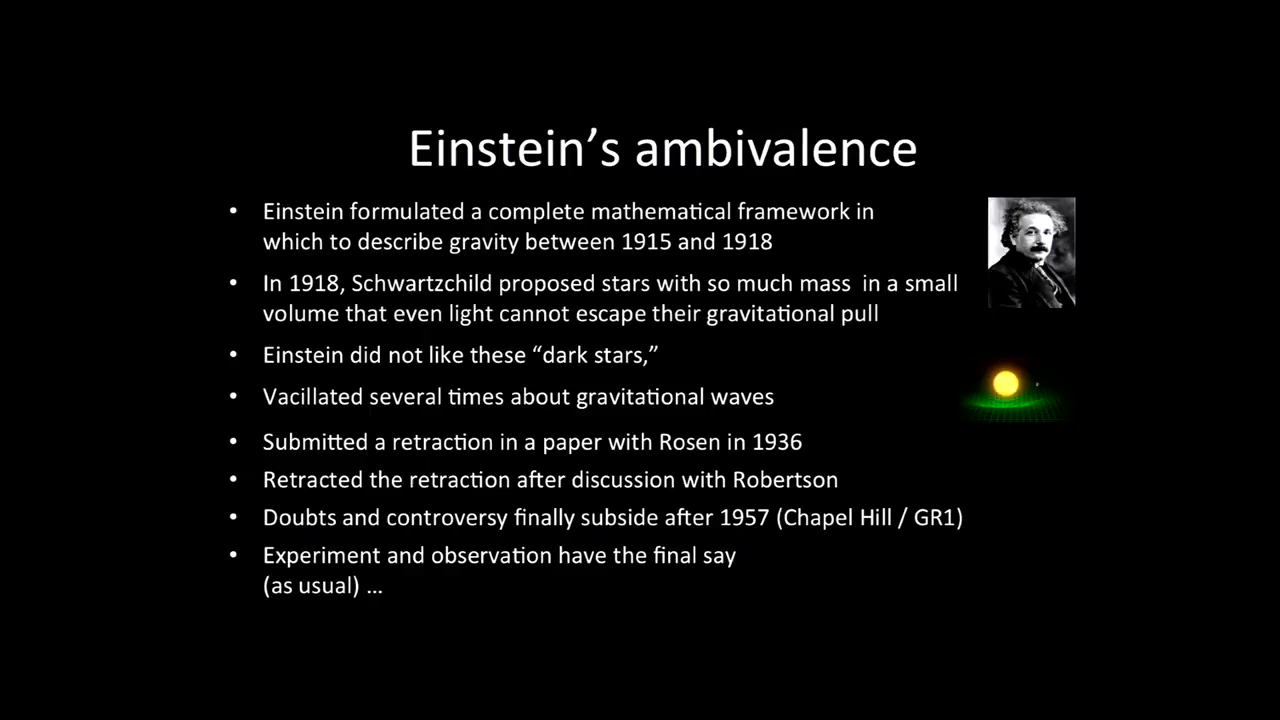 Einstein’s ambivalence
• Einstein formulated a complete mathematical framework in
which to describe gravity between 1915 and 1918
• In 1918, Schwartzchild proposed stars with so much mass  in a small
volume that even light cannot escape their gravitational pull
• Einstein did not like these “dark stars,”
• Vacillated several times about gravitational waves
• Submitted a retraction in a paper with Rosen in 1936
• Retracted the retraction after discussion with Robertson
• Doubts and controversy finally subside after 1957 (Chapel Hill / GR1)
• Experiment and observation have the final say
(as usual) ...